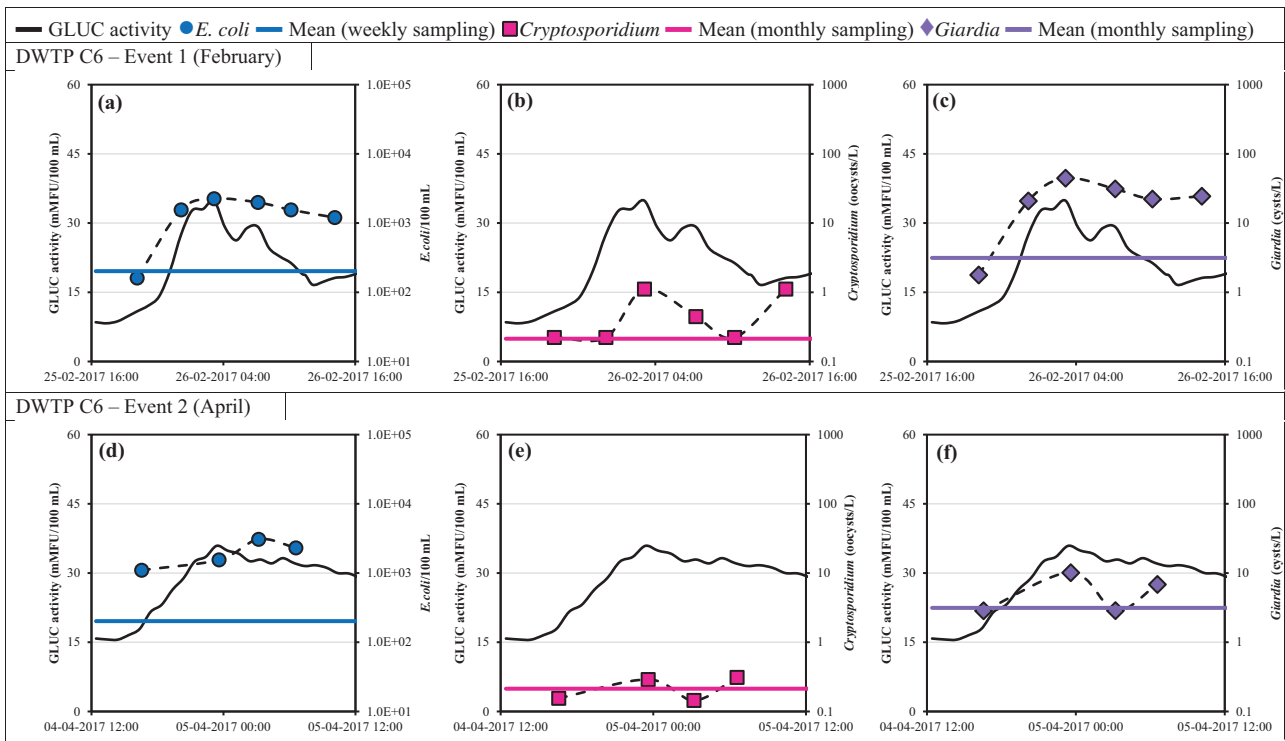 GLUC activity E. coli Mean (weekly sampling) Cryptosporidium Mean (monthly sampling) Giardia Mean (monthly sampling)
DWTP C6 – Event 1 (February)
(a)
GLUC activity (mMFU/100 mL)
60
45
30
15
0
1.0E+05
1.0E+04
1.0E+03
1.0E+02
1.0E+01
E.coli/100 mL
25-02-2017 16:00 26-02-2017 04:00 26-02-2017 16:00
(b)
GLUC activity (mMFU/100 mL)
60
45
30
15
0
1000
100
10
1
0.1
Cryptosporidium (oocysts/L)
25-02-2017 16:00 26-02-2017 04:00 26-02-2017 16:00
(c)
GLUC activity (mMFU/100 mL)
60
45
30
15
0
1000
100
10
1
0.1
Giardia (cysts/L)
25-02-2017 16:00 26-02-2017 04:00 26-02-2017 16:00
DWTP C6 – Event 2 (April)
(d)
GLUC activity (mMFU/100 mL)
60
45
30
15
0
1.0E+05
1.0E+04
1.0E+03
1.0E+02
1.0E+01
E.coli/100 mL
04-04-2017 12:00 05-04-2017 00:00 05-04-2017 12:00
(e)
GLUC activity (mMFU/100 mL)
60
45
30
15
0
1000
100
10
1
0.1
Cryptosporidium (oocysts/L)
04-04-2017 12:00 05-04-2017 00:00 05-04-2017 12:00
(f)
GLUC activity (mMFU/100 mL)
60
45
30
15
0
1000
100
10
1
0.1
Giardia (cysts/L)
04-04-2017 12:00 05-04-2017 00:00 05-04-2017 12:00